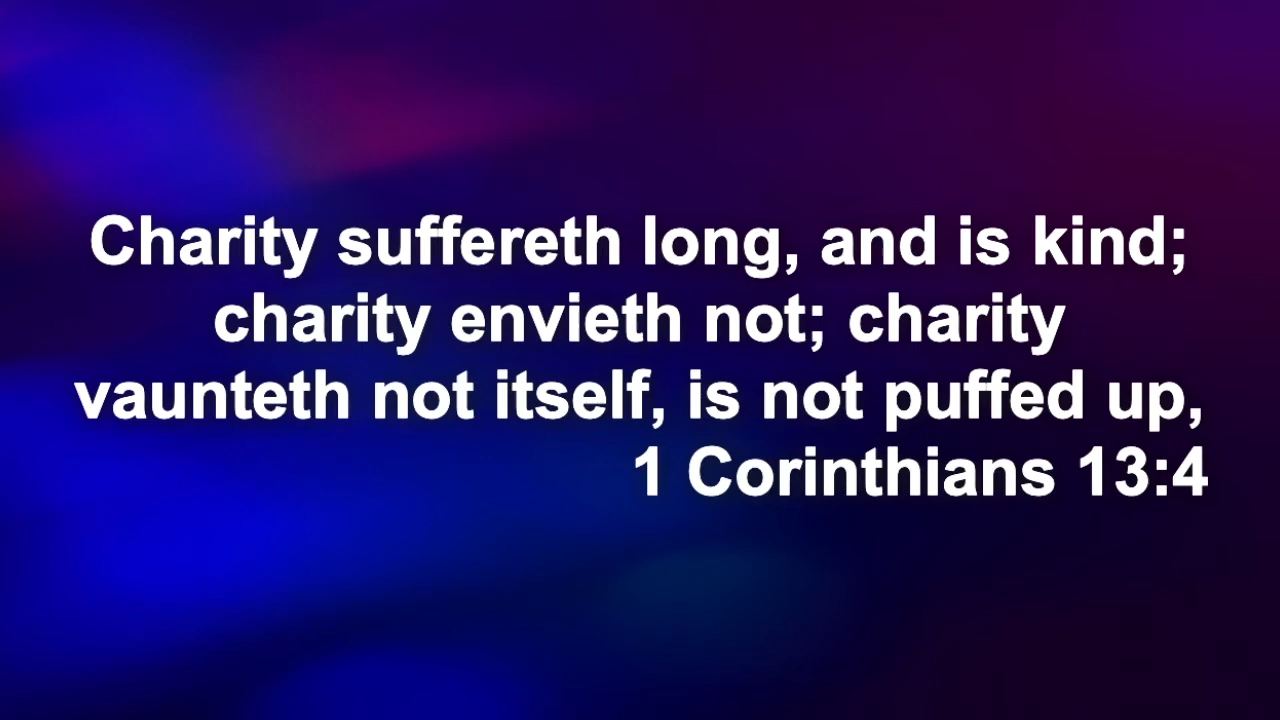 Charity suffereth long, and is kind;
charity envieth not; charity
vaunteth not itself, is not puffed up,
1 Corinthians 13:4